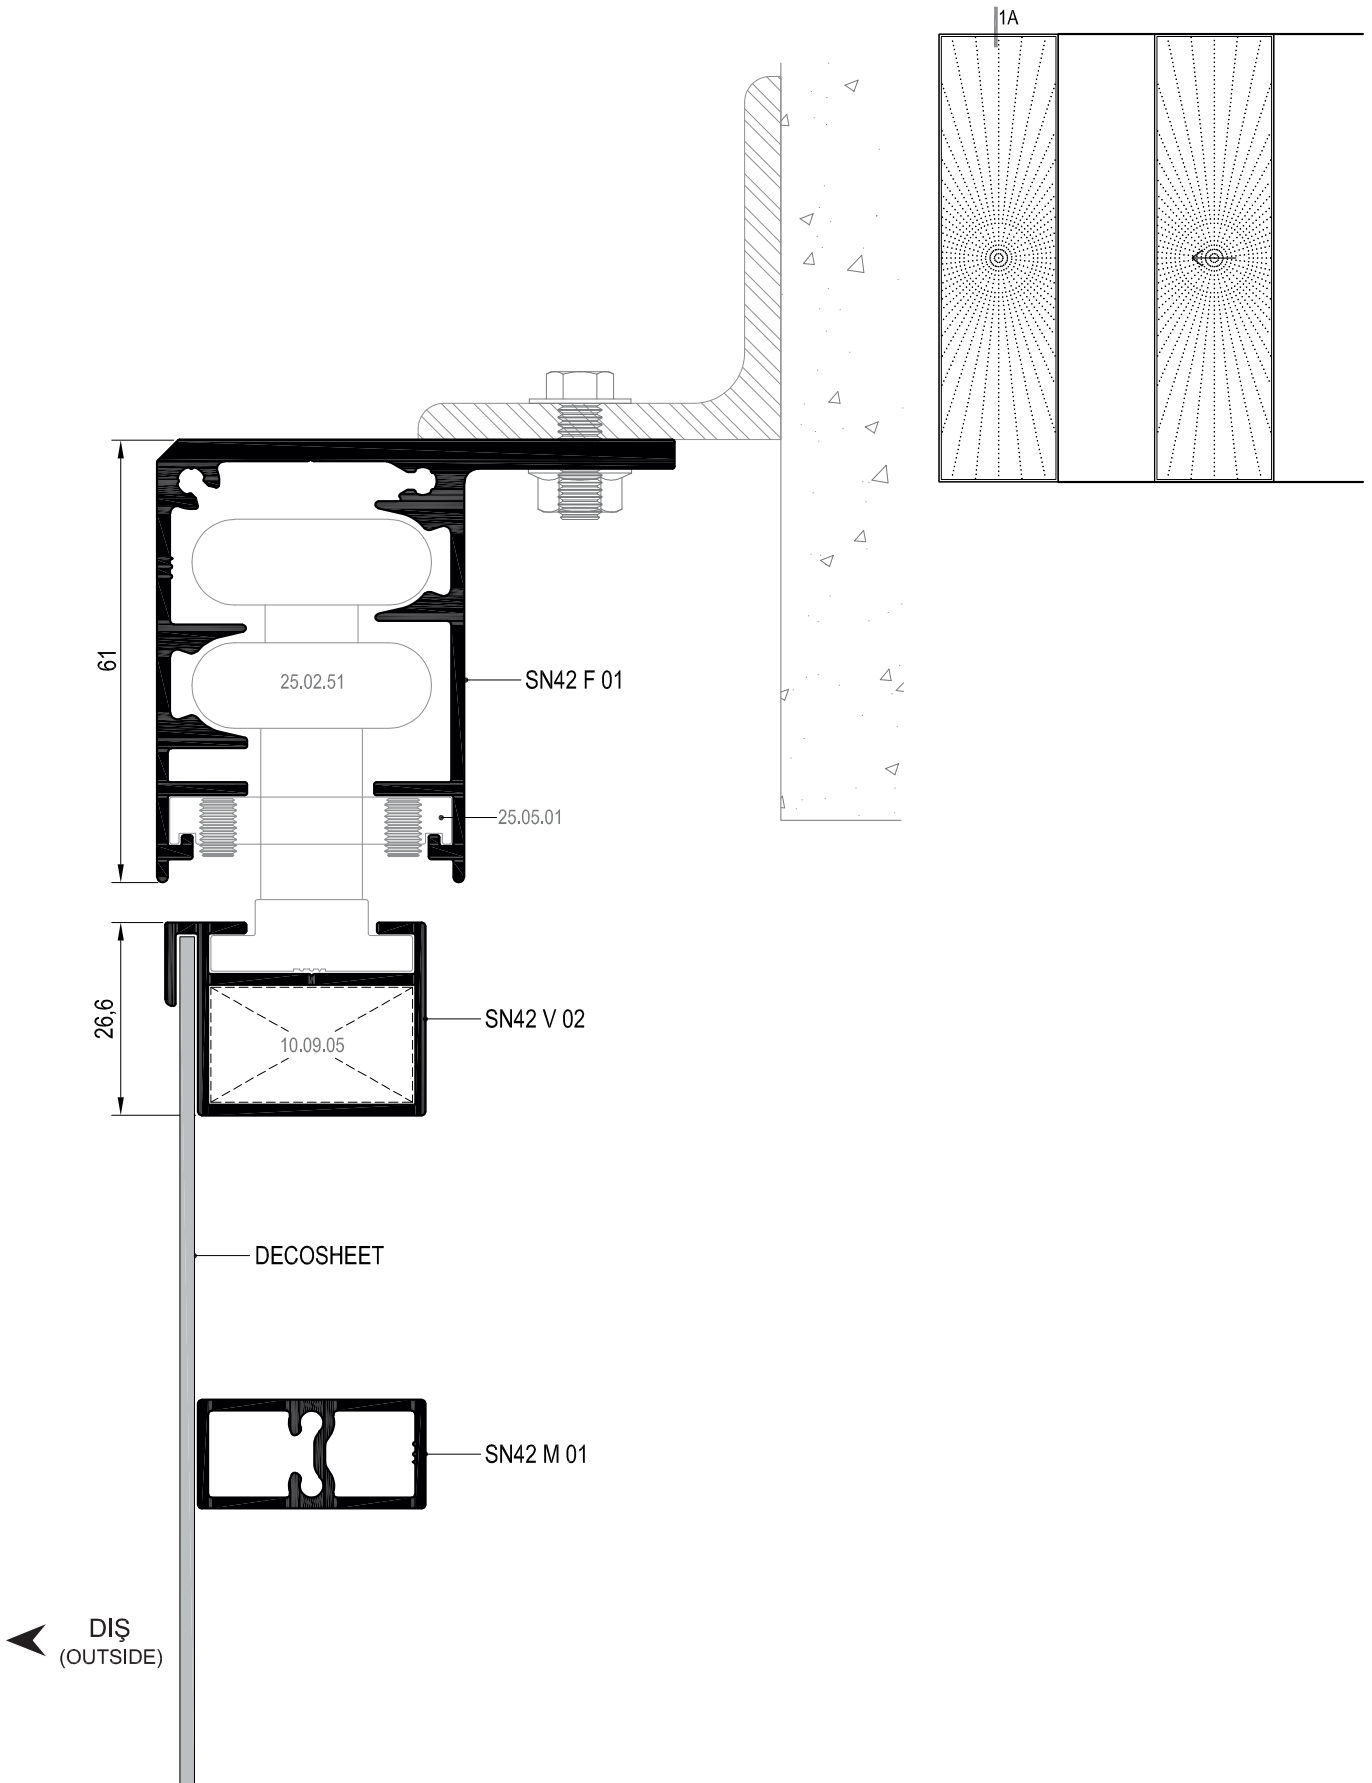 1A
61
25.02.51
SN42 F 01
25.05.01
26,6
SN42 V 02
10.09.05
DECOSHEET
SN42 M 01
DIŞ
(OUTSIDE)